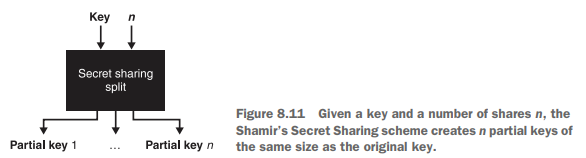 Key n
Secret sharing
split
Partial key 1 ... Partial key n
Figure 8.11 Given a key and a number of shares n, the
Shamir's Secret Sharing scheme creates n partial keys of
the same size as the original key.